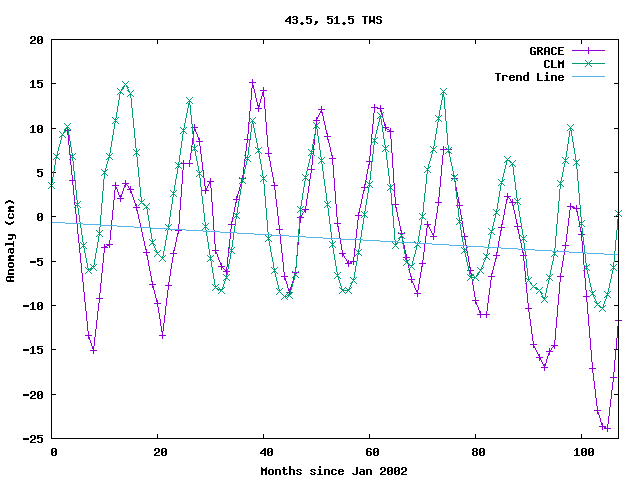 43.5, 51.5 TWS
GRACE
CLM
Trend Line
20
15
10
5
0
-5
-10
-15
-20
-25
Anomaly (cm)
0 20 40 60 80 100
Months since Jan 2002